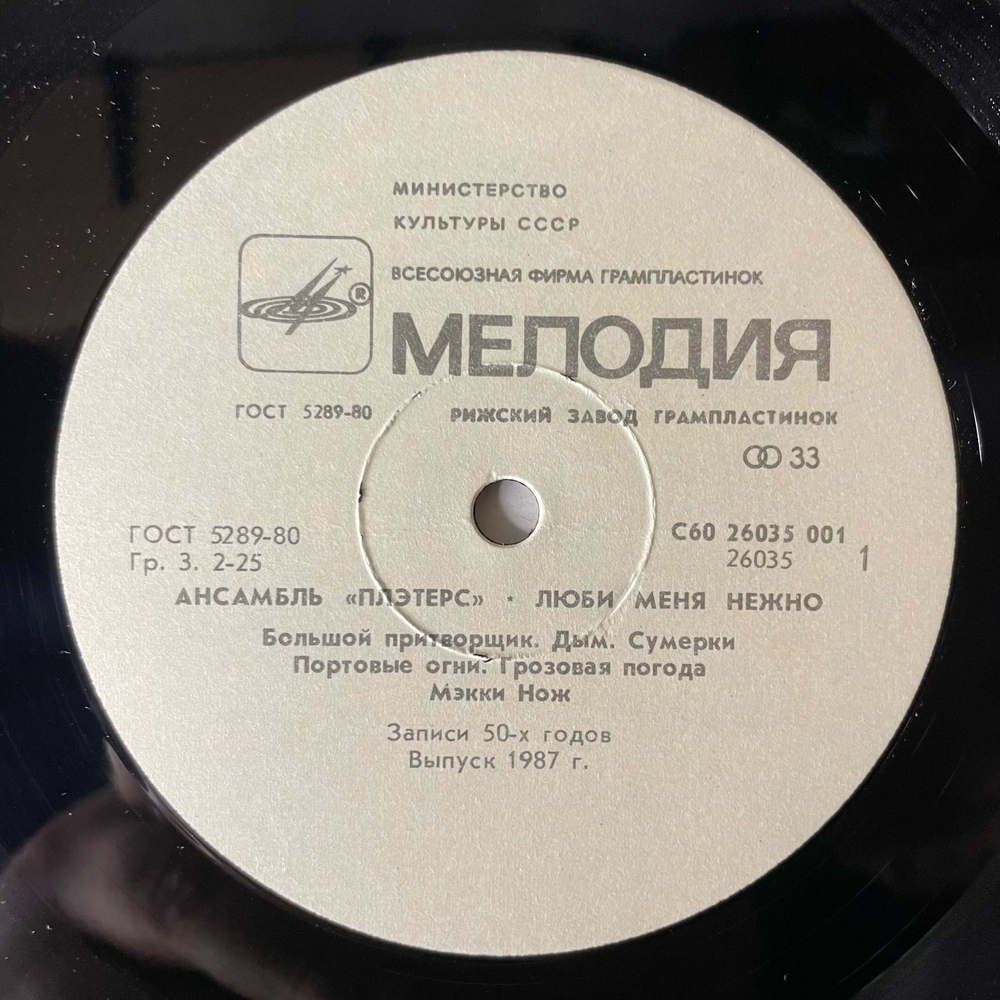 МИНИСТЕРСТВО
КУЛЬТУРЫ СССР
ВСЕСОЮЗНАЯ ФИРМА ГРАМПЛАСТИНОК
®
МЕЛОДИЯ
ГОСТ 5289-80 РИЖСКИЙ ЗАВОД ГРАМПЛАСТИНОК
33
ГОСТ 5289-80 С60 26035 001
Гр. 3. 2-25 26035 1
АНСАМБЛЬ «ПЛЭТЕРС» · ЛЮБИ МЕНЯ НЕЖНО
Большой притворщик. Дым. Сумерки
Портовые огни. Грозовая погода
Мэкки Нож
Записи 50-х годов
Выпуск 1987 г.